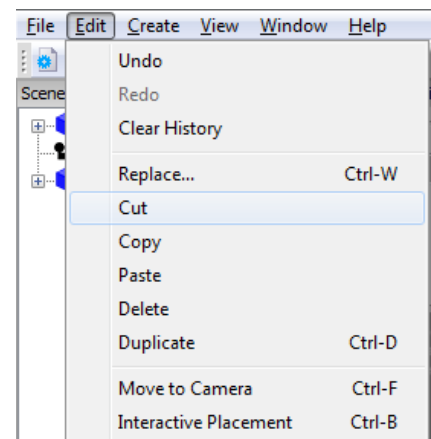 File Edit Create View Window Help
Scene
Undo
Redo
Clear History
Replace... Ctrl-W
Cut
Copy
Paste
Delete
Duplicate Ctrl-D
Move to Camera Ctrl-F
Interactive Placement Ctrl-B